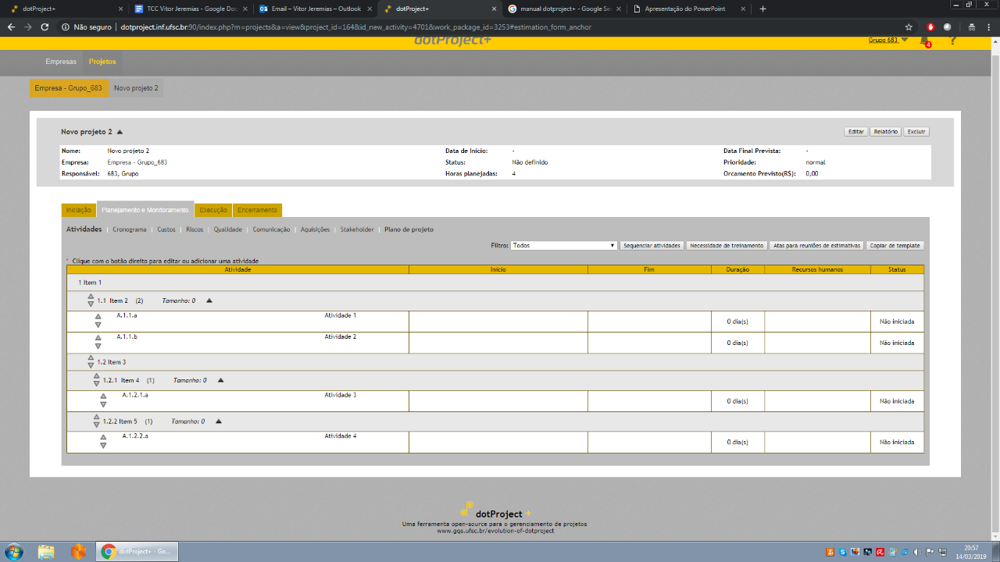 dotProject+
TCC Vitor Jeremias - Google Doc
Email – Vitor Jeremias – Outlook
dotProject+
manual dotproject+ - Google Se
Apresentação do PowerPoint
Não seguro | dotproject.inf.ufsc.br:90/index.php?m=projects&a=view&project_id=164&id_new_activity=4701&work_package_id=3253#estimation_form_anchor
dotProject+
Grupo 683
4
?
Empresas Projetos
Empresa - Grupo_683 Novo projeto 2
Novo projeto 2
Editar Relatório Excluir
Nome: Novo projeto 2 Data de Início: - Data Final Prevista: -
Empresa: Empresa - Grupo_683 Status: Não definido Prioridade: normal
Responsável: 683, Grupo Horas planejadas: 4 Orcamento Previsto(R$): 0,00
Iniciação Planejamento e Monitoramento Execução Encerramento
Atividades | Cronograma | Custos | Riscos | Qualidade | Comunicação | Aquisições | Stakeholder | Plano de projeto
Filtro: Todos Sequenciar atividades Necessidade de treinamento Atas para reuniões de estimativas Copiar de template
* Clique com o botão direito para editar ou adicionar uma atividade
Atividade Início Fim Duração Recursos humanos Status
1 Item 1
1.1 Item 2 (2) Tamanho: 0
A.1.1.a Atividade 1 0 dia(s) Não iniciada
A.1.1.b Atividade 2 0 dia(s) Não iniciada
1.2 Item 3
1.2.1 Item 4 (1) Tamanho: 0
A.1.2.1.a Atividade 3 0 dia(s) Não iniciada
1.2.2 Item 5 (1) Tamanho: 0
A.1.2.2.a Atividade 4 0 dia(s) Não iniciada
dotProject +
Uma ferramenta open-source para o gerenciamento de projetos
www.gqs.ufsc.br/evolution-of-dotproject
dotProject+ - Go...
20:57
14/03/2019